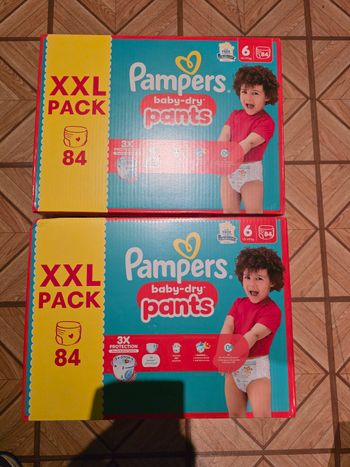 XXL
PACK
84
Pampers.
baby-dry
pants
3X
6
84
XXL
PACK
84
Pampers
baby-dry
pants
3X
PROTECTION
6
84